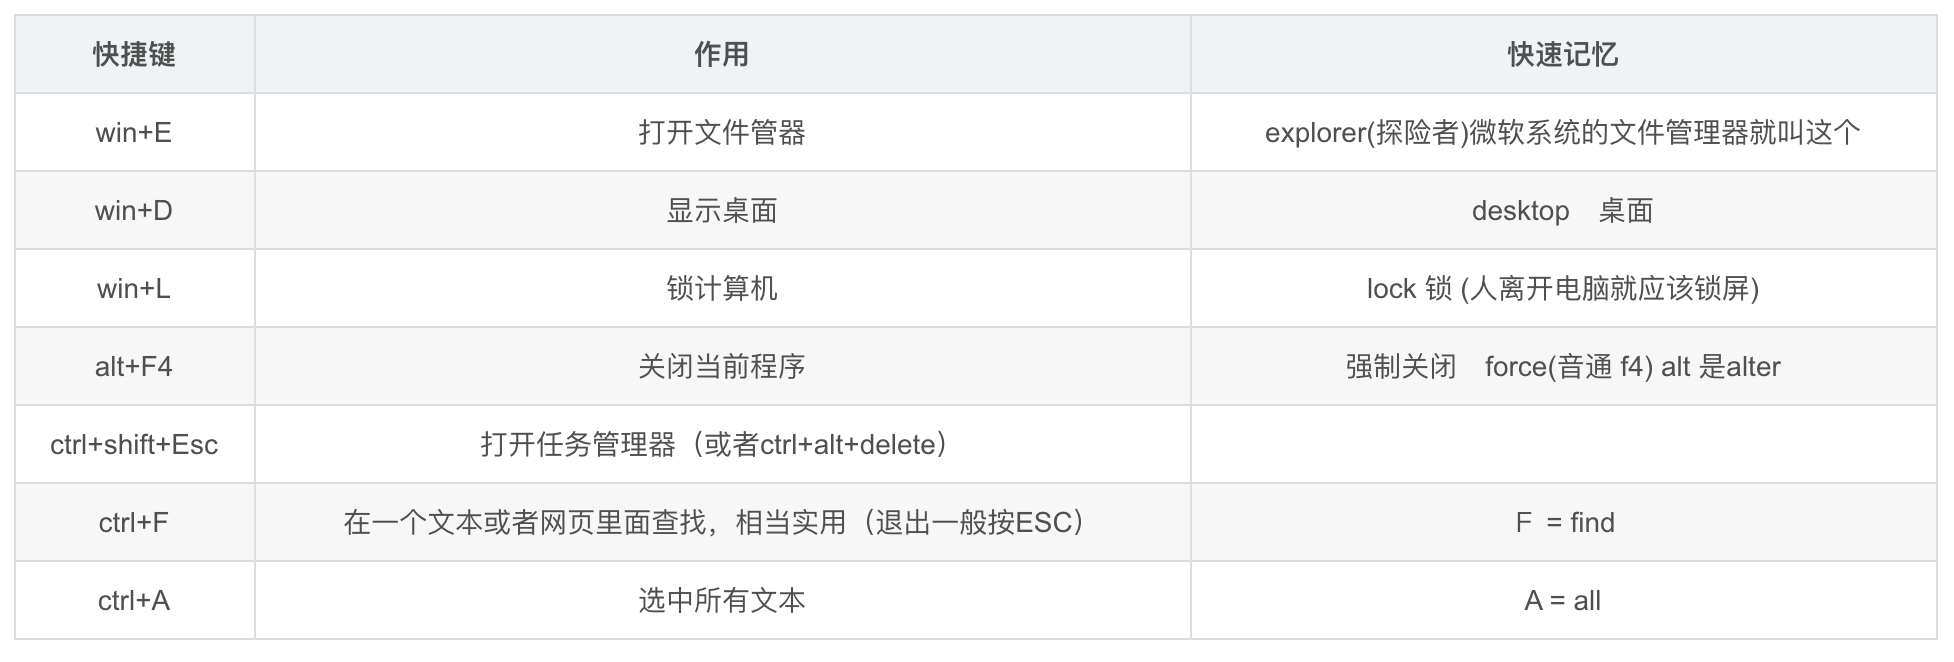 快捷键 作用 快速记忆
win+E 打开文件管器 explorer(探险者)微软系统的文件管理器就叫这个
win+D 显示桌面 desktop 桌面
win+L 锁计算机 lock 锁 (人离开电脑就应该锁屏)
alt+F4 关闭当前程序 强制关闭 force(音通 f4) alt 是alter
ctrl+shift+Esc 打开任务管理器（或者ctrl+alt+delete）
ctrl+F 在一个文本或者网页里面查找，相当实用（退出一般按ESC） F = find
ctrl+A 选中所有文本 A = all